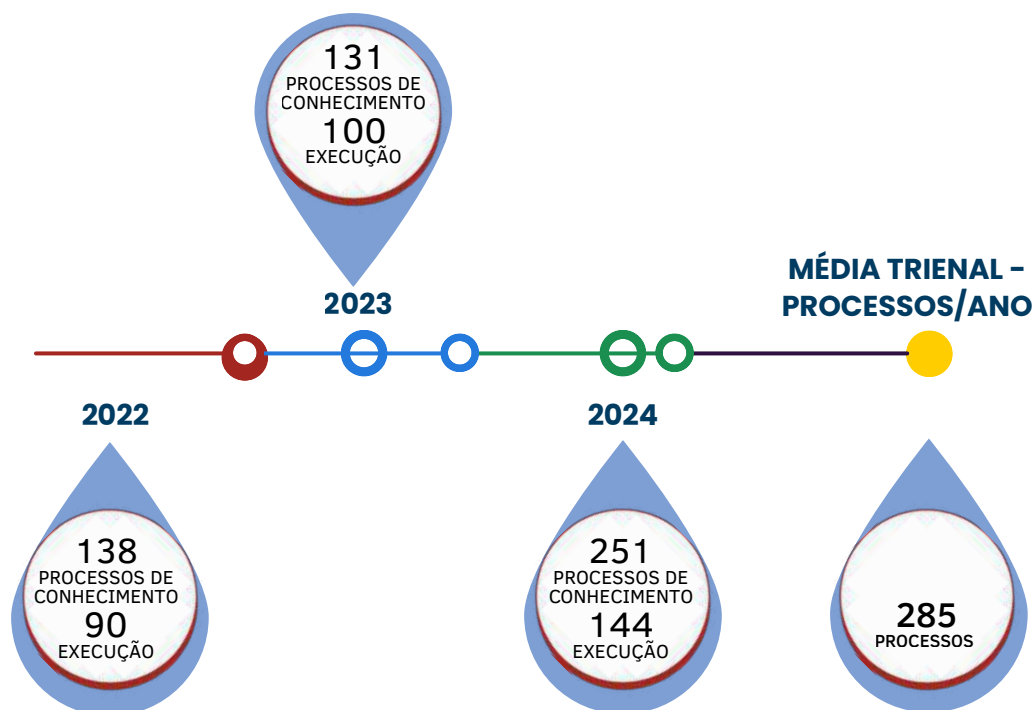 131
PROCESSOS DE
CONHECIMENTO
100
EXECUÇÃO
2023
MÉDIA TRIENAL -
PROCESSOS/ANO
2022
2024
138
PROCESSOS DE
CONHECIMENTO
90
EXECUÇÃO
251
PROCESSOS DE
CONHECIMENTO
144
EXECUÇÃO
285
PROCESSOS